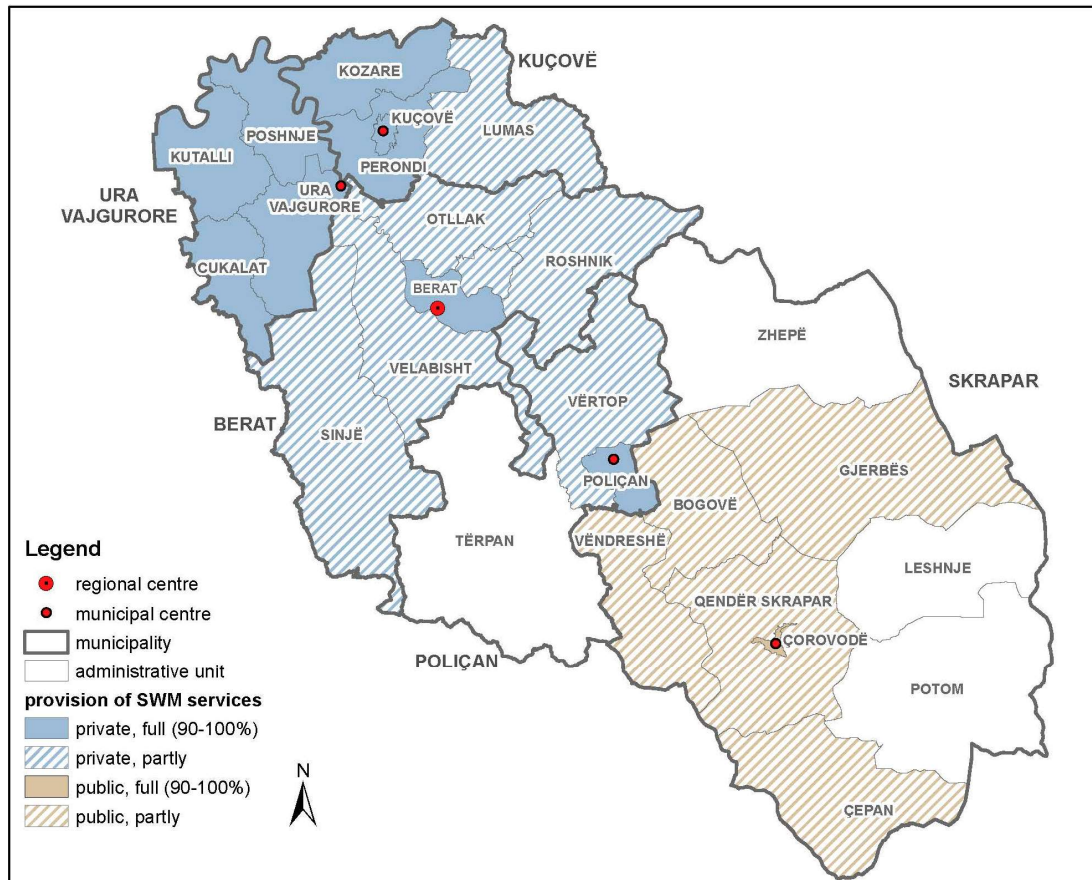 KUÇOVË
KOZARE
KUÇOVË
LUMAS
POSHNJE
KUTALLI
PERONDI
URA
VAJGURORE
URA
VAJGURORE
OTLLAK
CUKALAT
ROSHNIK
BERAT
ZHEPË
VELABISHT
SKRAPAR
VËRTOP
BERAT
SINJË
GJERBËS
POLIÇAN
BOGOVË
TËRPAN
VËNDRESHË
LESHNJE
QENDËR SKRAPAR
ÇOROVODË
POLIÇAN
POTOM
ÇEPAN
N
Legend
regional centre
municipal centre
municipality
administrative unit
provision of SWM services
private, full (90-100%)
private, partly
public, full (90-100%)
public, partly